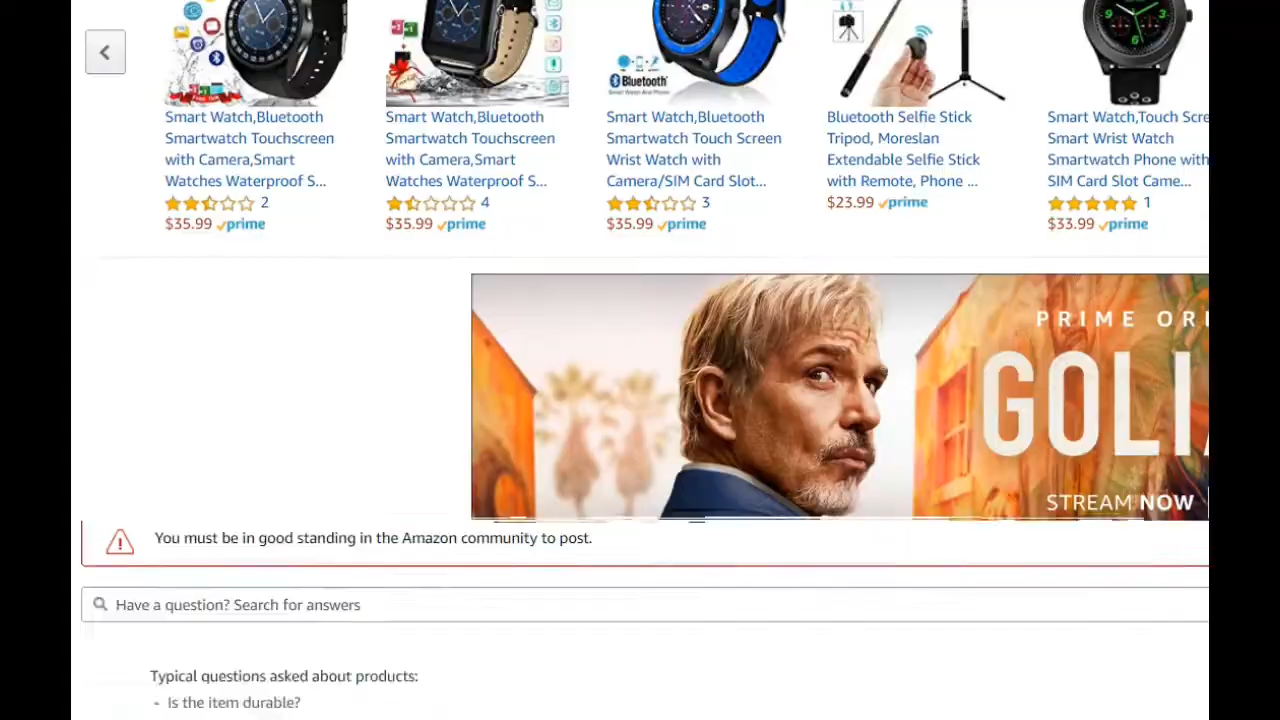 Bluetooth
Smart Watch,Bluetooth
Smartwatch Touchscreen
with Camera,Smart
Watches Waterproof S...
2
$35.99 prime
Smart Watch,Bluetooth
Smartwatch Touchscreen
with Camera,Smart
Watches Waterproof S...
4
$35.99 prime
Smart Watch,Bluetooth
Smartwatch Touch Screen
Wrist Watch with
Camera/SIM Card Slot...
3
$35.99 prime
Bluetooth Selfie Stick
Tripod, Moreslan
Extendable Selfie Stick
with Remote, Phone ...
$23.99 prime
Smart Watch,Touch Scre
Smart Wrist Watch
Smartwatch Phone with
SIM Card Slot Came...
1
$33.99 prime
PRIME ORI
GOLIA
STREAM NOW
You must be in good standing in the Amazon community to post.
Have a question? Search for answers
Typical questions asked about products:
- Is the item durable?